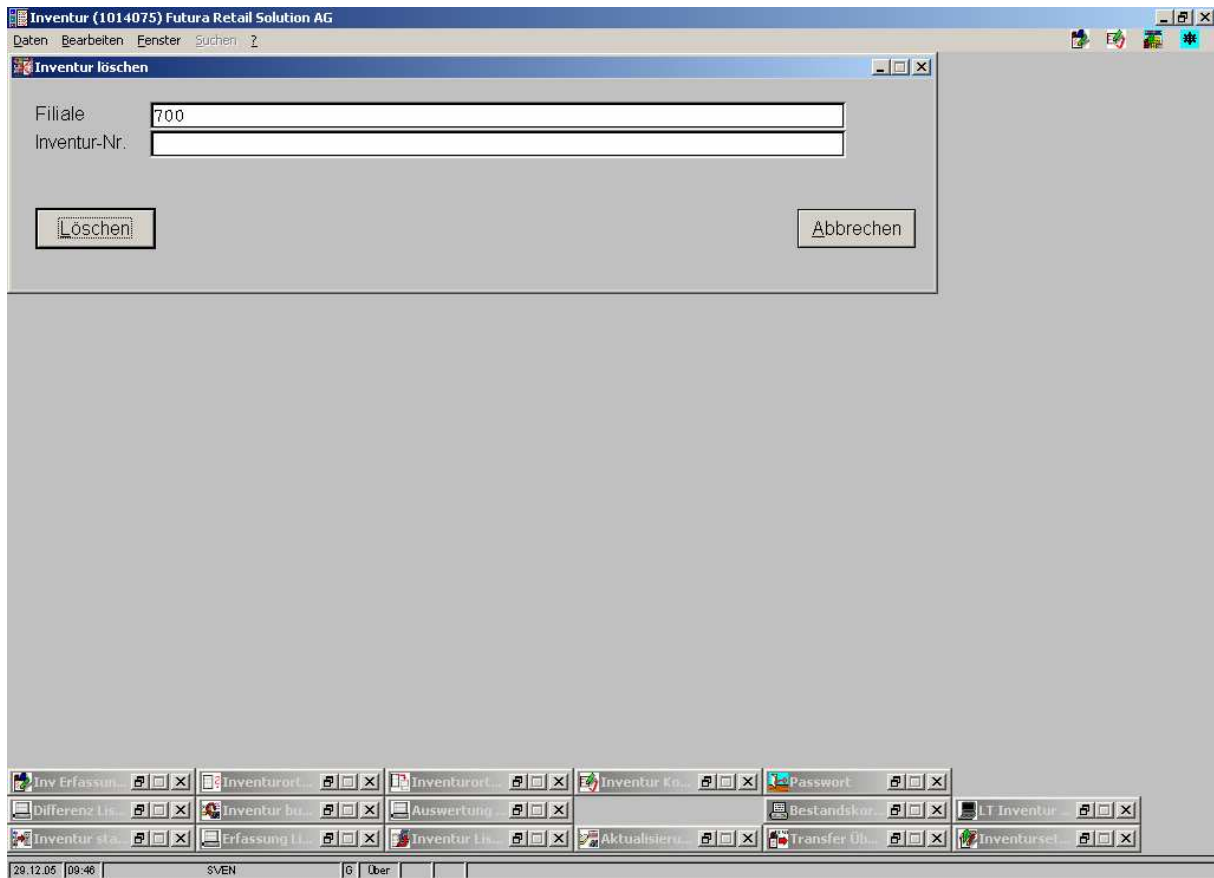 Inventur (1014075) Futura Retail Solution AG
Daten Bearbeiten Fenster Suchen ?
Inventur löschen
Filiale 700
Inventur-Nr.
Löschen Abbrechen
Inv Erfassun... Inventurort... Inventurort... Inventur Ko... Passwort
Differenz Lis... Inventur bu... Auswertung ... Bestandskor... LT Inventur ...
Inventur sta... Erfassung Li... Inventur Lis... Aktualisieru... Transfer Üb... Inventursel...
29.12.05 09:46 SVEN G Über